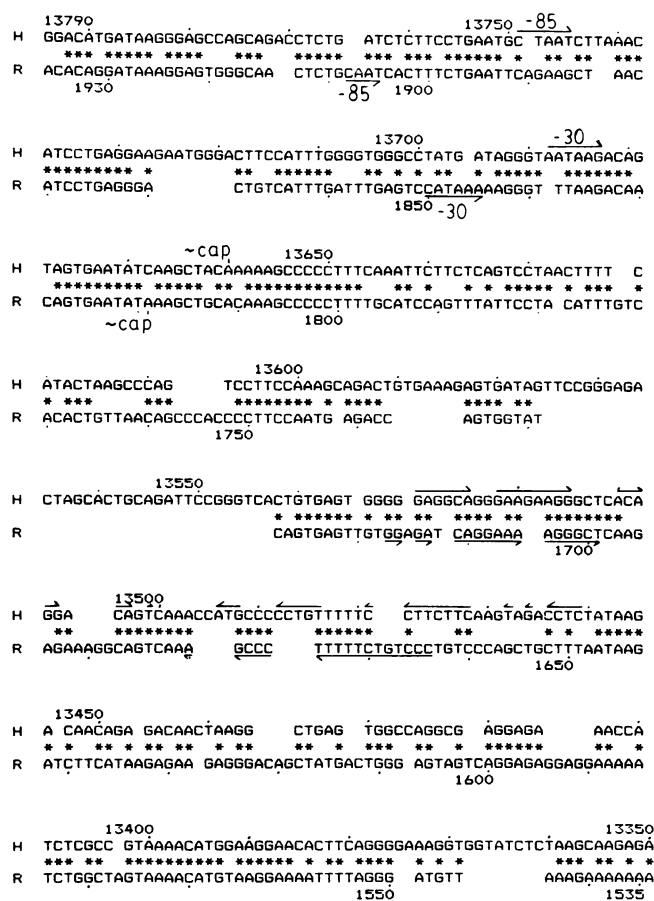 13790 13750 -85
H GGACATGATAAGGGAGCCAGCAGACCTCTG ATCTCTTCCTGAATGC TAATCTTAAAC
*** ***** **** *** ***** ** *** ******* ** ** ***
R ACACAGGATAAAGGAGTGGGCAA CTCTGCAATCACTTTCTGAATTCAGAAGCT AAC
1930 -85 1900
13700 -30
H ATCCTGAGGAAGAATGGGACTTCCATTTGGGGTGGGCCTATG ATAGGGTAATAAGACAG
********* * ** ****** ** * *** ** * *** * *******
R ATCCTGAGGGA CTGTCATTTGATTTGAGTCCATAAAAAGGGT TTAAGACAA
1850 -30
~cap 13650
H TAGTGAATATCAAGCTACAAAAAGCCCCCTTTCAAATTCTTCTCAGTCCTAACTTTT C
********* ****** ** ************* ** * * ** ***** * *** *
R CAGTGAATATAAAGCTGCACAAAGCCCCCTTTTGCATCCAGTTTATTCCTA CATTTGTC
~cap 1800
13600
H ATACTAAGCCCAG TCCTTCCAAAGCAGACTGTGAAAGAGTGATAGTTCCGGGAGA
* *** *** ******** * **** **** ***
R ACACTGTTAACAGCCCACCCCTTCCAATG AGACC AGTGGTAT
1750
13550
H CTAGCACTGCAGATTCCGGGTCACTGTGAGT GGGG GAGGCAGGGAAGAAGGGCTCACA
* ****** * ** ** **** *** *******
R CAGTGAGTTGTGGAGAT CAGGAAA AGGGCTCAAG
1700
13500
H GGA CAGTCAAACCATGCCCCCTGTTTTTC CTTCTTCAAGTAGACCTCTATAAG
** ******** **** ****** * ** * * *****
R AGAAAGGCAGTCAAA GCCC TTTTTCTGTCCCTGTCCCAGCTGCTTTAATAAG
1650
13450
H A CAACAGA GACAACTAAGG CTGAG TGGCCAGGCG AGGAGA AACCA
R ATCTTCATAAGAGAA GAGGGACAGCTATGACTGGG AGTAGTCAGGAGAGGAGGAAAAA
1600
13400 13350
H TCTCGCC GTAAAACATGGAAGGAACACTTCAGGGGAAAGGTGGTATCTCTAAGCAAGAGA
R TCTGGCTAGTAAAACATGTAAGGAAAATTTTAGGG ATGTT AAAGAAAAAAA
1550 1535